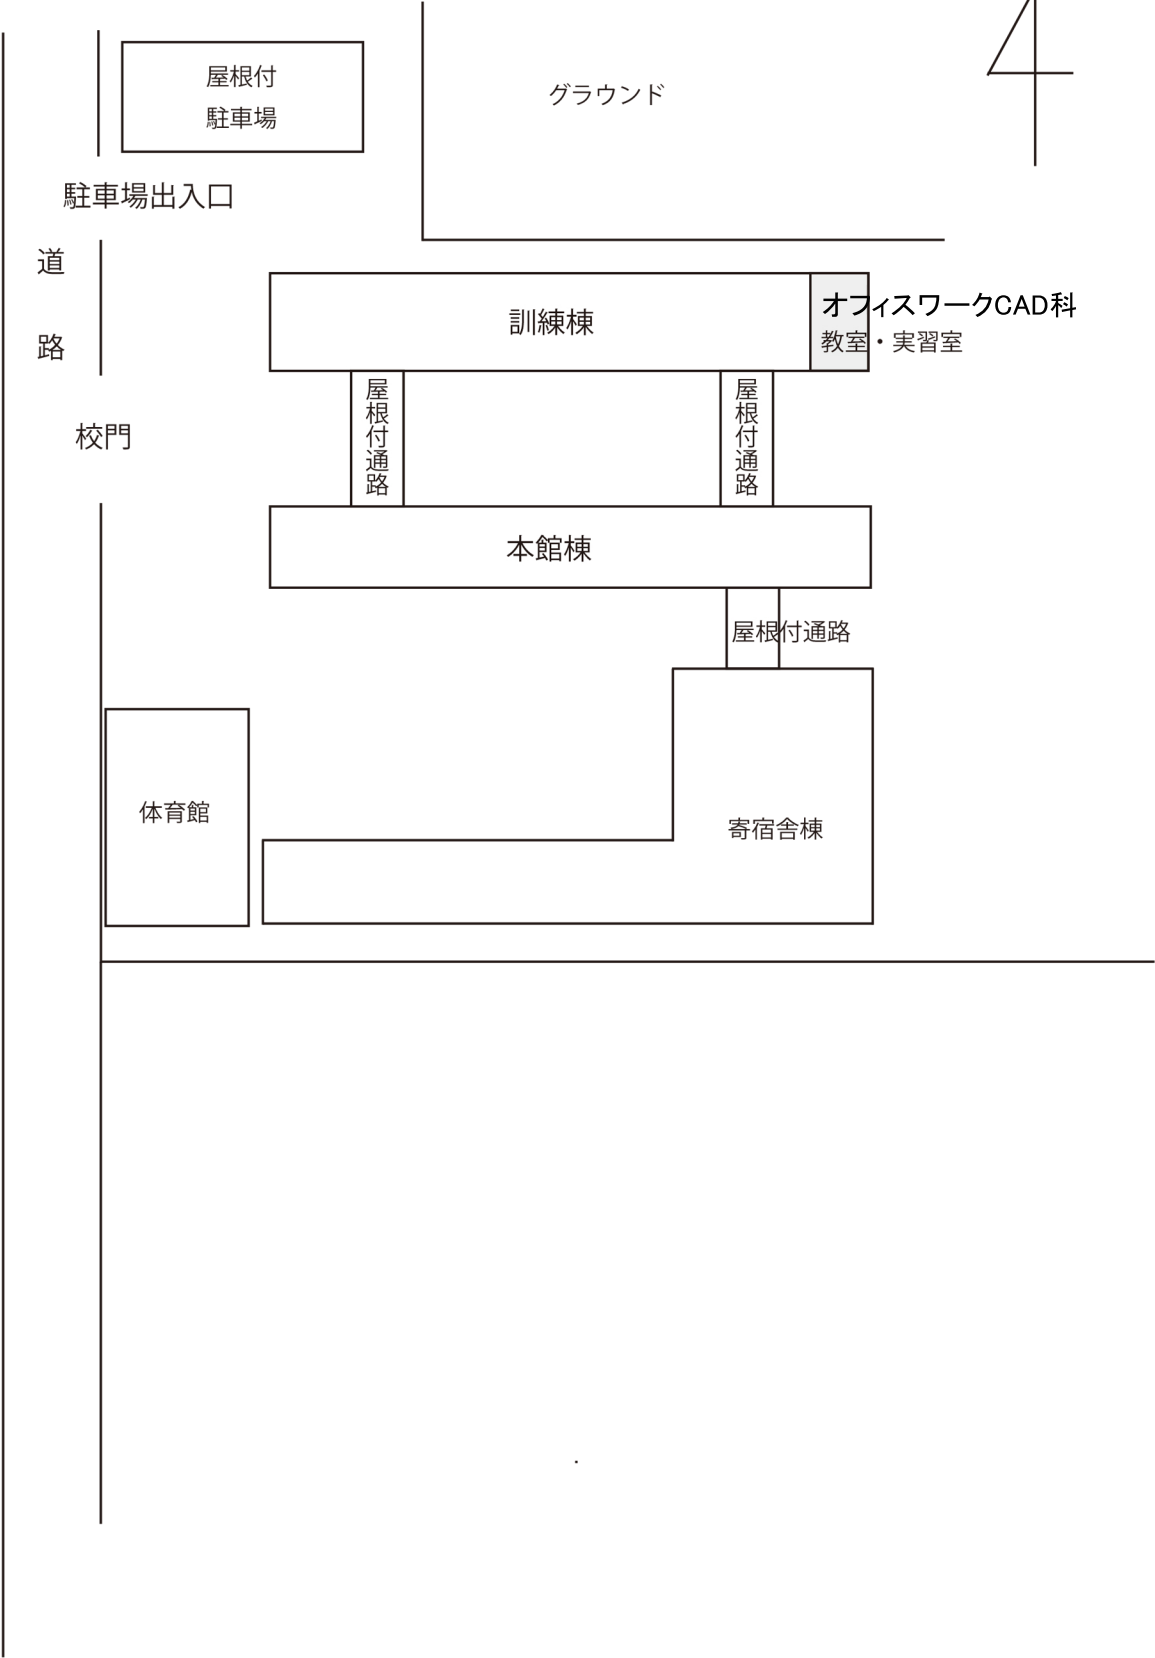 屋根付
駐車場
グラウンド
駐車場出入口
道
路
訓練棟
オフィスワークCAD科
教室・実習室
屋根付通路
屋根付通路
校門
本館棟
屋根付通路
体育館
寄宿舎棟